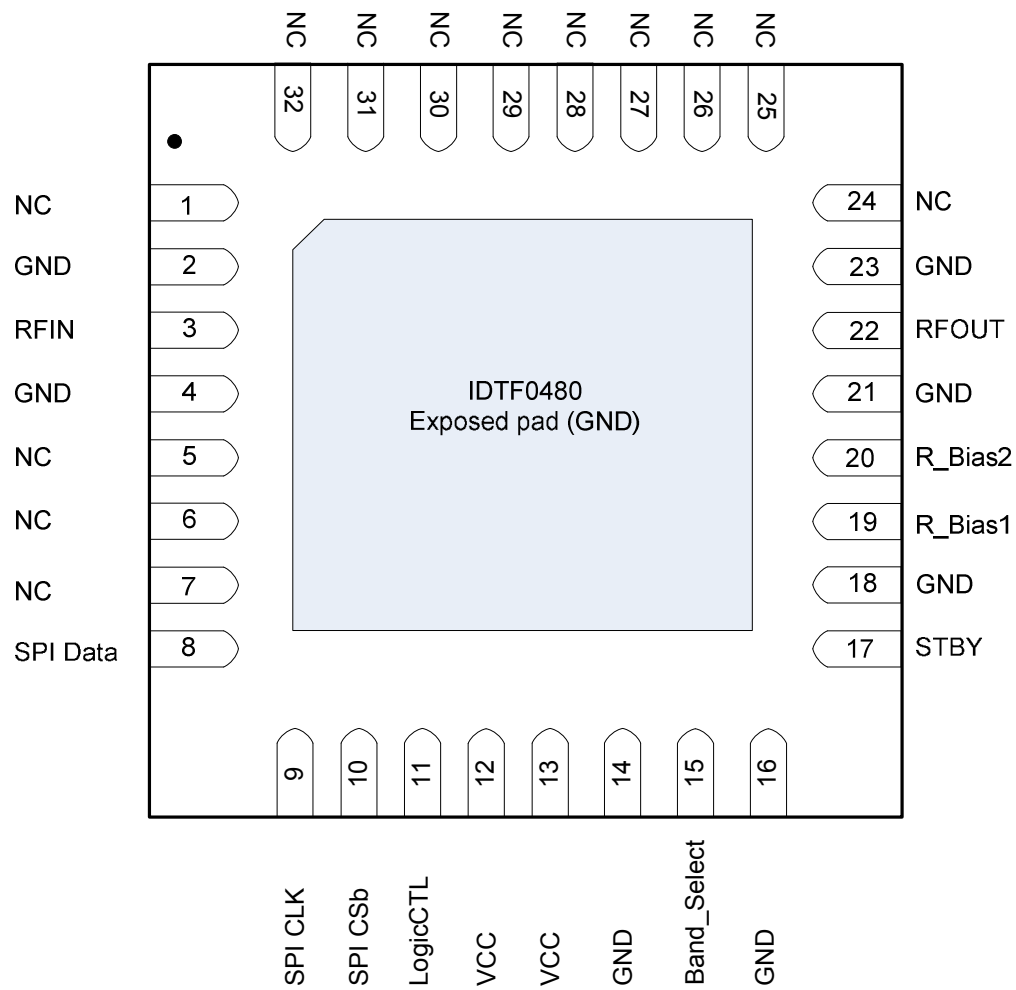 NC NC NC NC NC NC NC NC
32 31 30 29 28 27 26 25
NC 1 24 NC
GND 2 23 GND
RFIN 3 22 RFOUT
GND 4 21 GND
IDTF0480
Exposed pad (GND)
NC 5 20 R_Bias2
NC 6 19 R_Bias1
NC 7 18 GND
SPI Data 8 17 STBY
9 10 11 12 13 14 15 16
SPI CLK
SPI CSb
LogicCTL
VCC
VCC
GND
Band_Select
GND